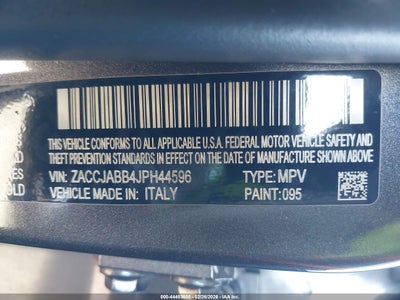 THIS VEHICLE CONFORMS TO ALL APPLICABLE U.S.A. FEDERAL MOTOR VEHICLE SAFETY AND
THEFT PREVENTION STANDARDS IN EFFECT ON THE DATE OF MANUFACTURE SHOWN ABOVE
VIN: ZACCJABB4JPH44596 TYPE: MPV
VEHICLE MADE IN: ITALY PAINT: 095